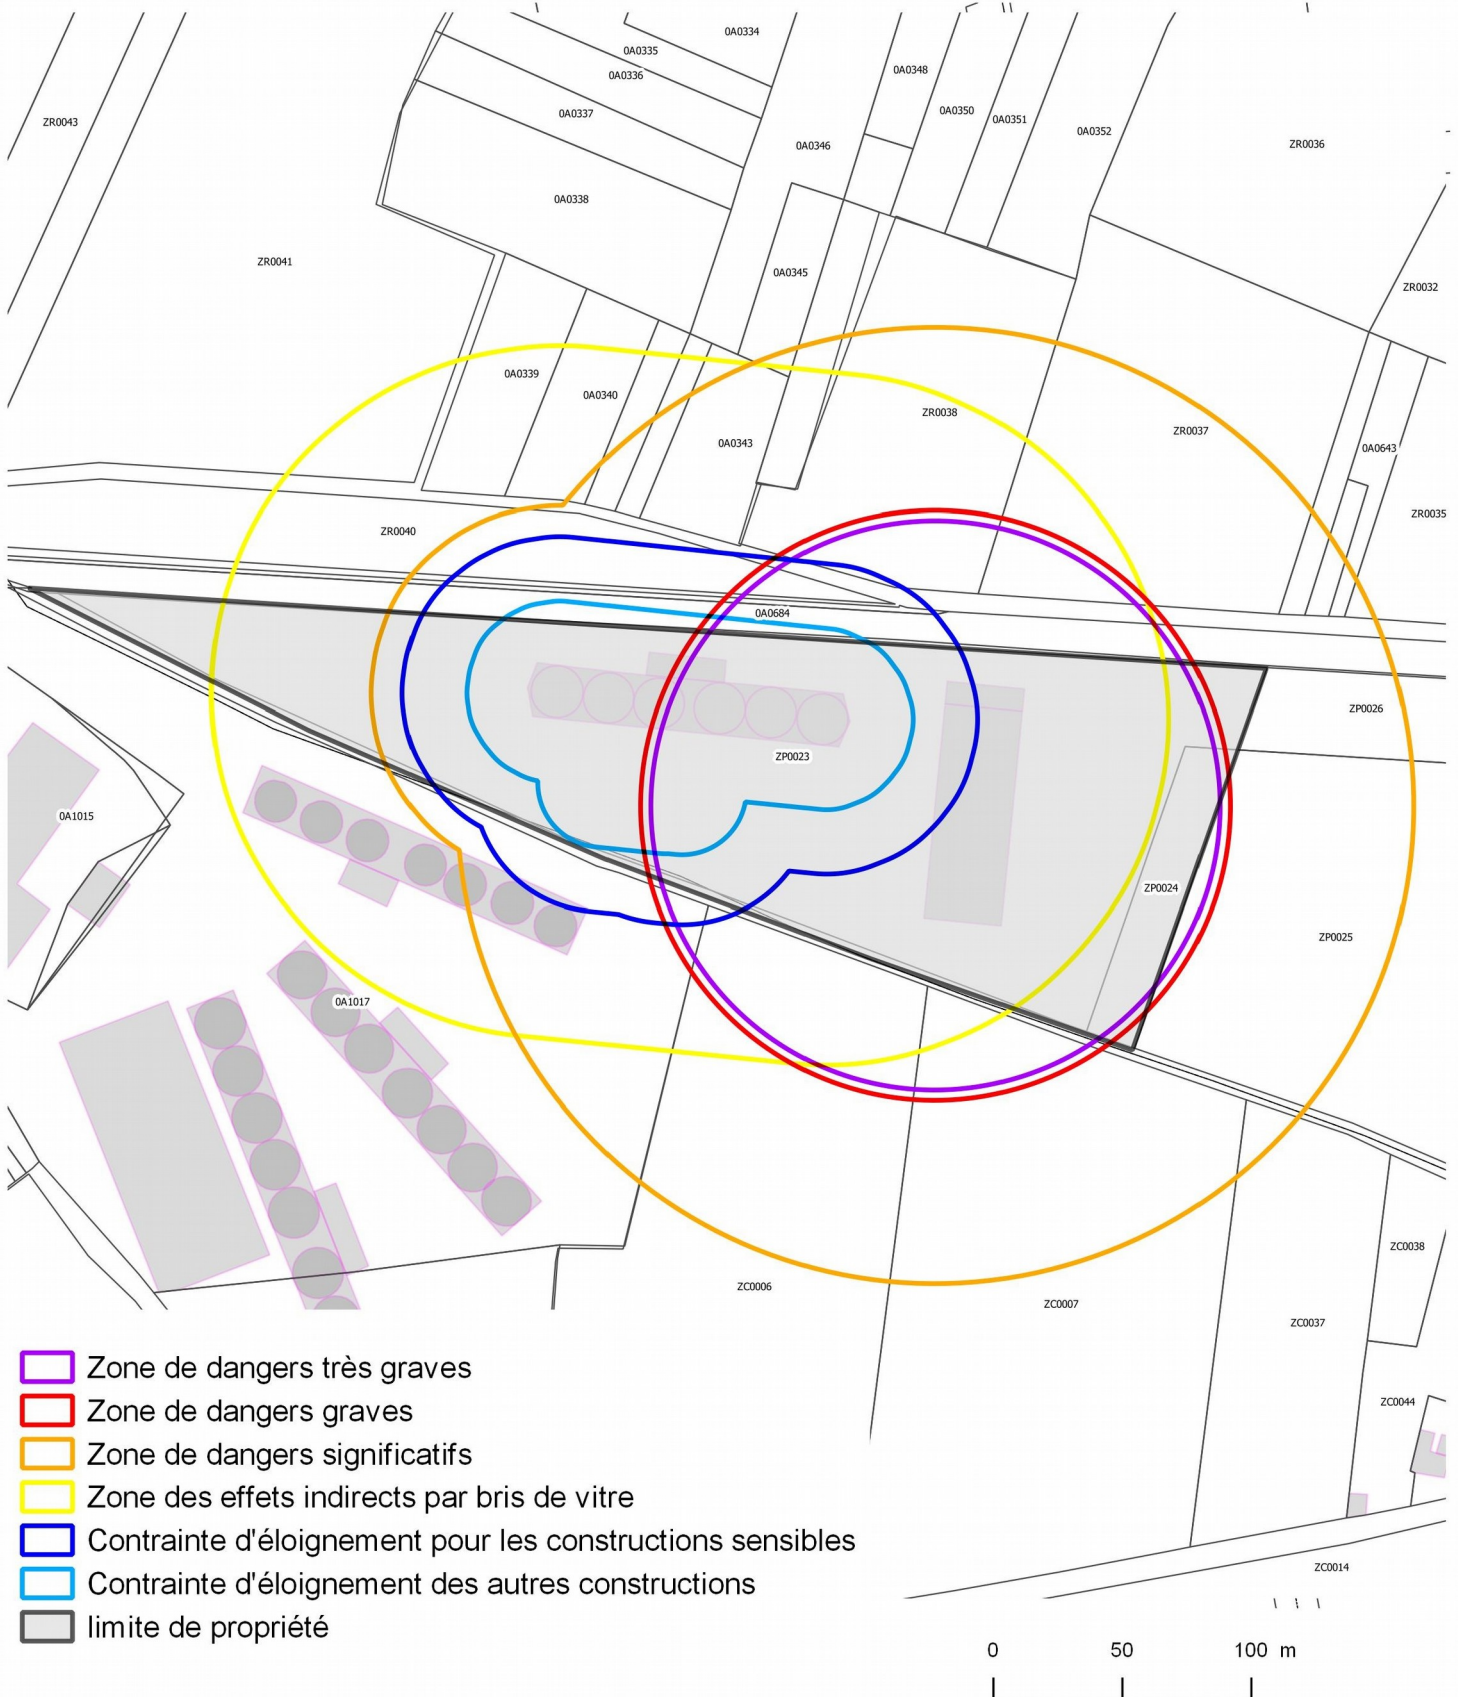 0A0334
0A0335
0A0336
0A0348
0A0350
0A0351
0A0337
ZR0043
0A0352
0A0346
ZR0036
0A0338
ZR0041
0A0345
ZR0032
0A0339
0A0340
ZR0038
ZR0037
0A0343
0A0643
ZR0035
ZR0040
0A0684
ZP0026
ZP0023
0A1015
ZP0024
ZP0025
0A1017
ZC0038
ZC0006
ZC0007
ZC0037
ZC0044
ZC0014
Zone de dangers très graves
Zone de dangers graves
Zone de dangers significatifs
Zone des effets indirects par bris de vitre
Contrainte d'éloignement pour les constructions sensibles
Contrainte d'éloignement des autres constructions
limite de propriété
0 50 100 m